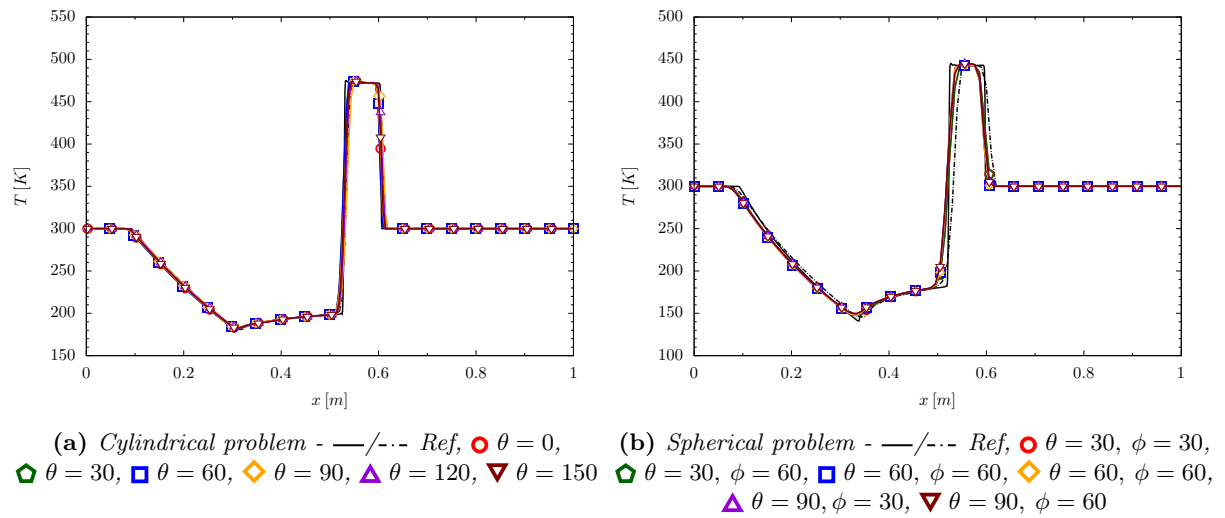 T [K]
550
500
450
400
350
300
250
200
150
0 0.2 0.4 0.6 0.8 1
x [m]
T [K]
500
450
400
350
300
250
200
150
100
0 0.2 0.4 0.6 0.8 1
x [m]
(a) Cylindrical problem - —/-·- Ref, θ = 0,
θ = 30, θ = 60, θ = 90, θ = 120, θ = 150
(b) Spherical problem - —/-·- Ref, θ = 30, ϕ = 30,
θ = 30, ϕ = 60, θ = 60, ϕ = 60, θ = 60, ϕ = 60,
θ = 90, ϕ = 30, θ = 90, ϕ = 60